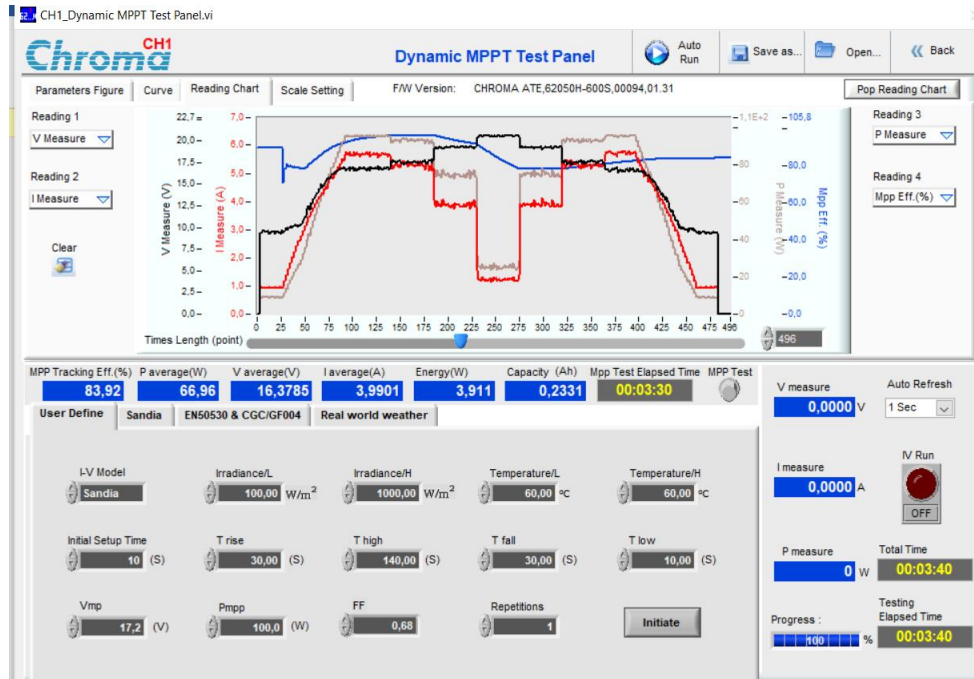 CH1_Dynamic MPPT Test Panel.vi
Chroma CH1
Dynamic MPPT Test Panel
Auto Run
Save as...
Open...
Back
Parameters Figure
Curve
Reading Chart
Scale Setting
F/W Version: CHROMA ATE,62050H-600S,00094,01.31
Pop Reading Chart
Reading 1
V Measure
Reading 2
I Measure
Clear
Reading 3
P Measure
Reading 4
Mpp Eff.(%)
V Measure (V)
22,7
20,0
17,5
15,0
12,5
10,0
7,5
5,0
2,5
0,0
I Measure (A)
7,0
6,0
5,0
4,0
3,0
2,0
1,0
0,0
1,1E+2
80
60
40
20
0
P Measure (W)
105,8
80,0
60,0
40,0
20,0
0,0
Mpp Eff. (%)
0 25 50 75 100 125 150 175 200 225 250 275 300 325 350 375 400 425 450 475 496
Times Length (point)
496
MPP Tracking Eff.(%) P average(W) V average(V) I average(A) Energy(W) Capacity (Ah) Mpp Test Elapsed Time MPP Test
83,92 66,96 16,3785 3,9901 3,911 0,2331 00:03:30
User Define
Sandia
EN50530 & CGC/GF004
Real world weather
I-V Model Irradiance/L Irradiance/H Temperature/L Temperature/H
Sandia 100,00 W/m² 1000,00 W/m² 60,00 ºC 60,00 ºC
Initial Setup Time T rise T high T fall T low
10 (S) 30,00 (S) 140,00 (S) 30,00 (S) 10,00 (S)
Vmp Pmpp FF Repetitions
17,2 (V) 100,0 (W) 0,68 1
Initiate
V measure
0,0000 V
Auto Refresh
1 Sec
I measure
0,0000 A
IV Run
OFF
P measure
0 W
Total Time
00:03:40
Progress :
100 %
Testing
Elapsed Time
00:03:40